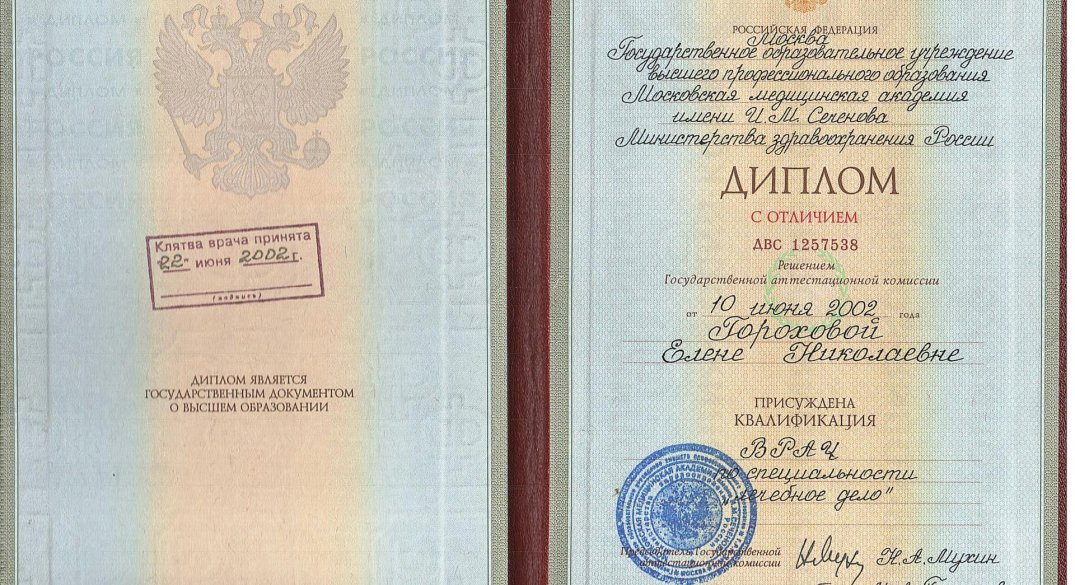 Клятва врача принята
22 июня 2002 г.
(подпись)
ДИПЛОМ ЯВЛЯЕТСЯ
ГОСУДАРСТВЕННЫМ ДОКУМЕНТОМ
О ВЫСШЕМ ОБРАЗОВАНИИ
РОССИЙСКАЯ ФЕДЕРАЦИЯ
Москва
Государственное образовательное учреждение
высшего профессионального образования
Московская медицинская академия
имени И.М. Сеченова
Министерства здравоохранения России
ДИПЛОМ
С ОТЛИЧИЕМ
ДВС 1257538
Решением
Государственной аттестационной комиссии
от 10 июня 2002 года
Гороховой
Елене Николаевне
ПРИСУЖДЕНА
КВАЛИФИКАЦИЯ
ВРАЧ
по специальности
"лечебное дело"
Председатель Государственной
аттестационной комиссии
Н.А. Мухин